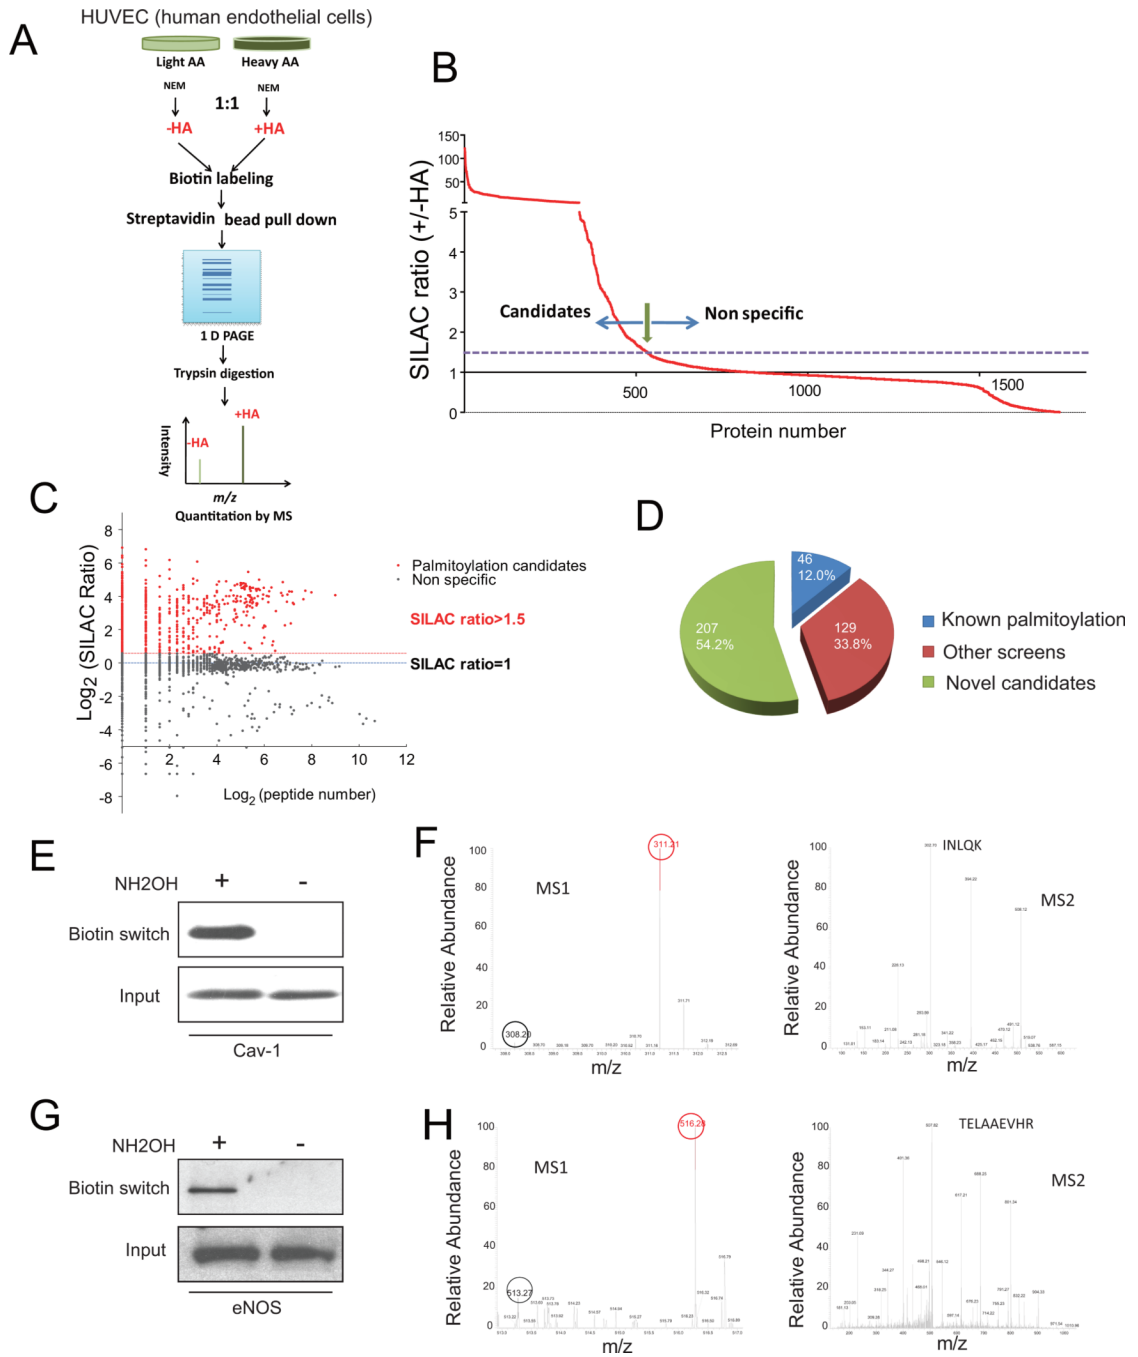 A
HUVEC (human endothelial cells)
Light AA
Heavy AA
NEM
NEM
1:1
-HA
+HA
Biotin labeling
Streptavidin bead pull down
1 D PAGE
Trypsin digestion
+HA
-HA
Intensity
m/z
Quantitation by MS
B
SILAC ratio (+/-HA)
150
100
50
5
4
3
2
1
0
Candidates
Non specific
500
1000
1500
Protein number
C
Log2 (SILAC Ratio)
8
6
4
2
0
-2
-4
-6
-8
2
4
6
8
10
12
Log2 (peptide number)
Palmitoylation candidates
Non specific
SILAC ratio>1.5
SILAC ratio=1
D
46
12.0%
129
33.8%
207
54.2%
Known palmitoylation
Other screens
Novel candidates
E
NH2OH
+
-
Biotin switch
Input
Cav-1
F
Relative Abundance
100
80
60
40
20
0
MS1
311.21
308.20
311.71
m/z
Relative Abundance
100
80
60
40
20
0
INLQK
MS2
m/z
G
NH2OH
+
-
Biotin switch
Input
eNOS
H
Relative Abundance
100
80
60
40
20
0
MS1
516.28
513.27
516.79
m/z
Relative Abundance
100
80
60
40
20
0
TELAAEVHR
MS2
m/z